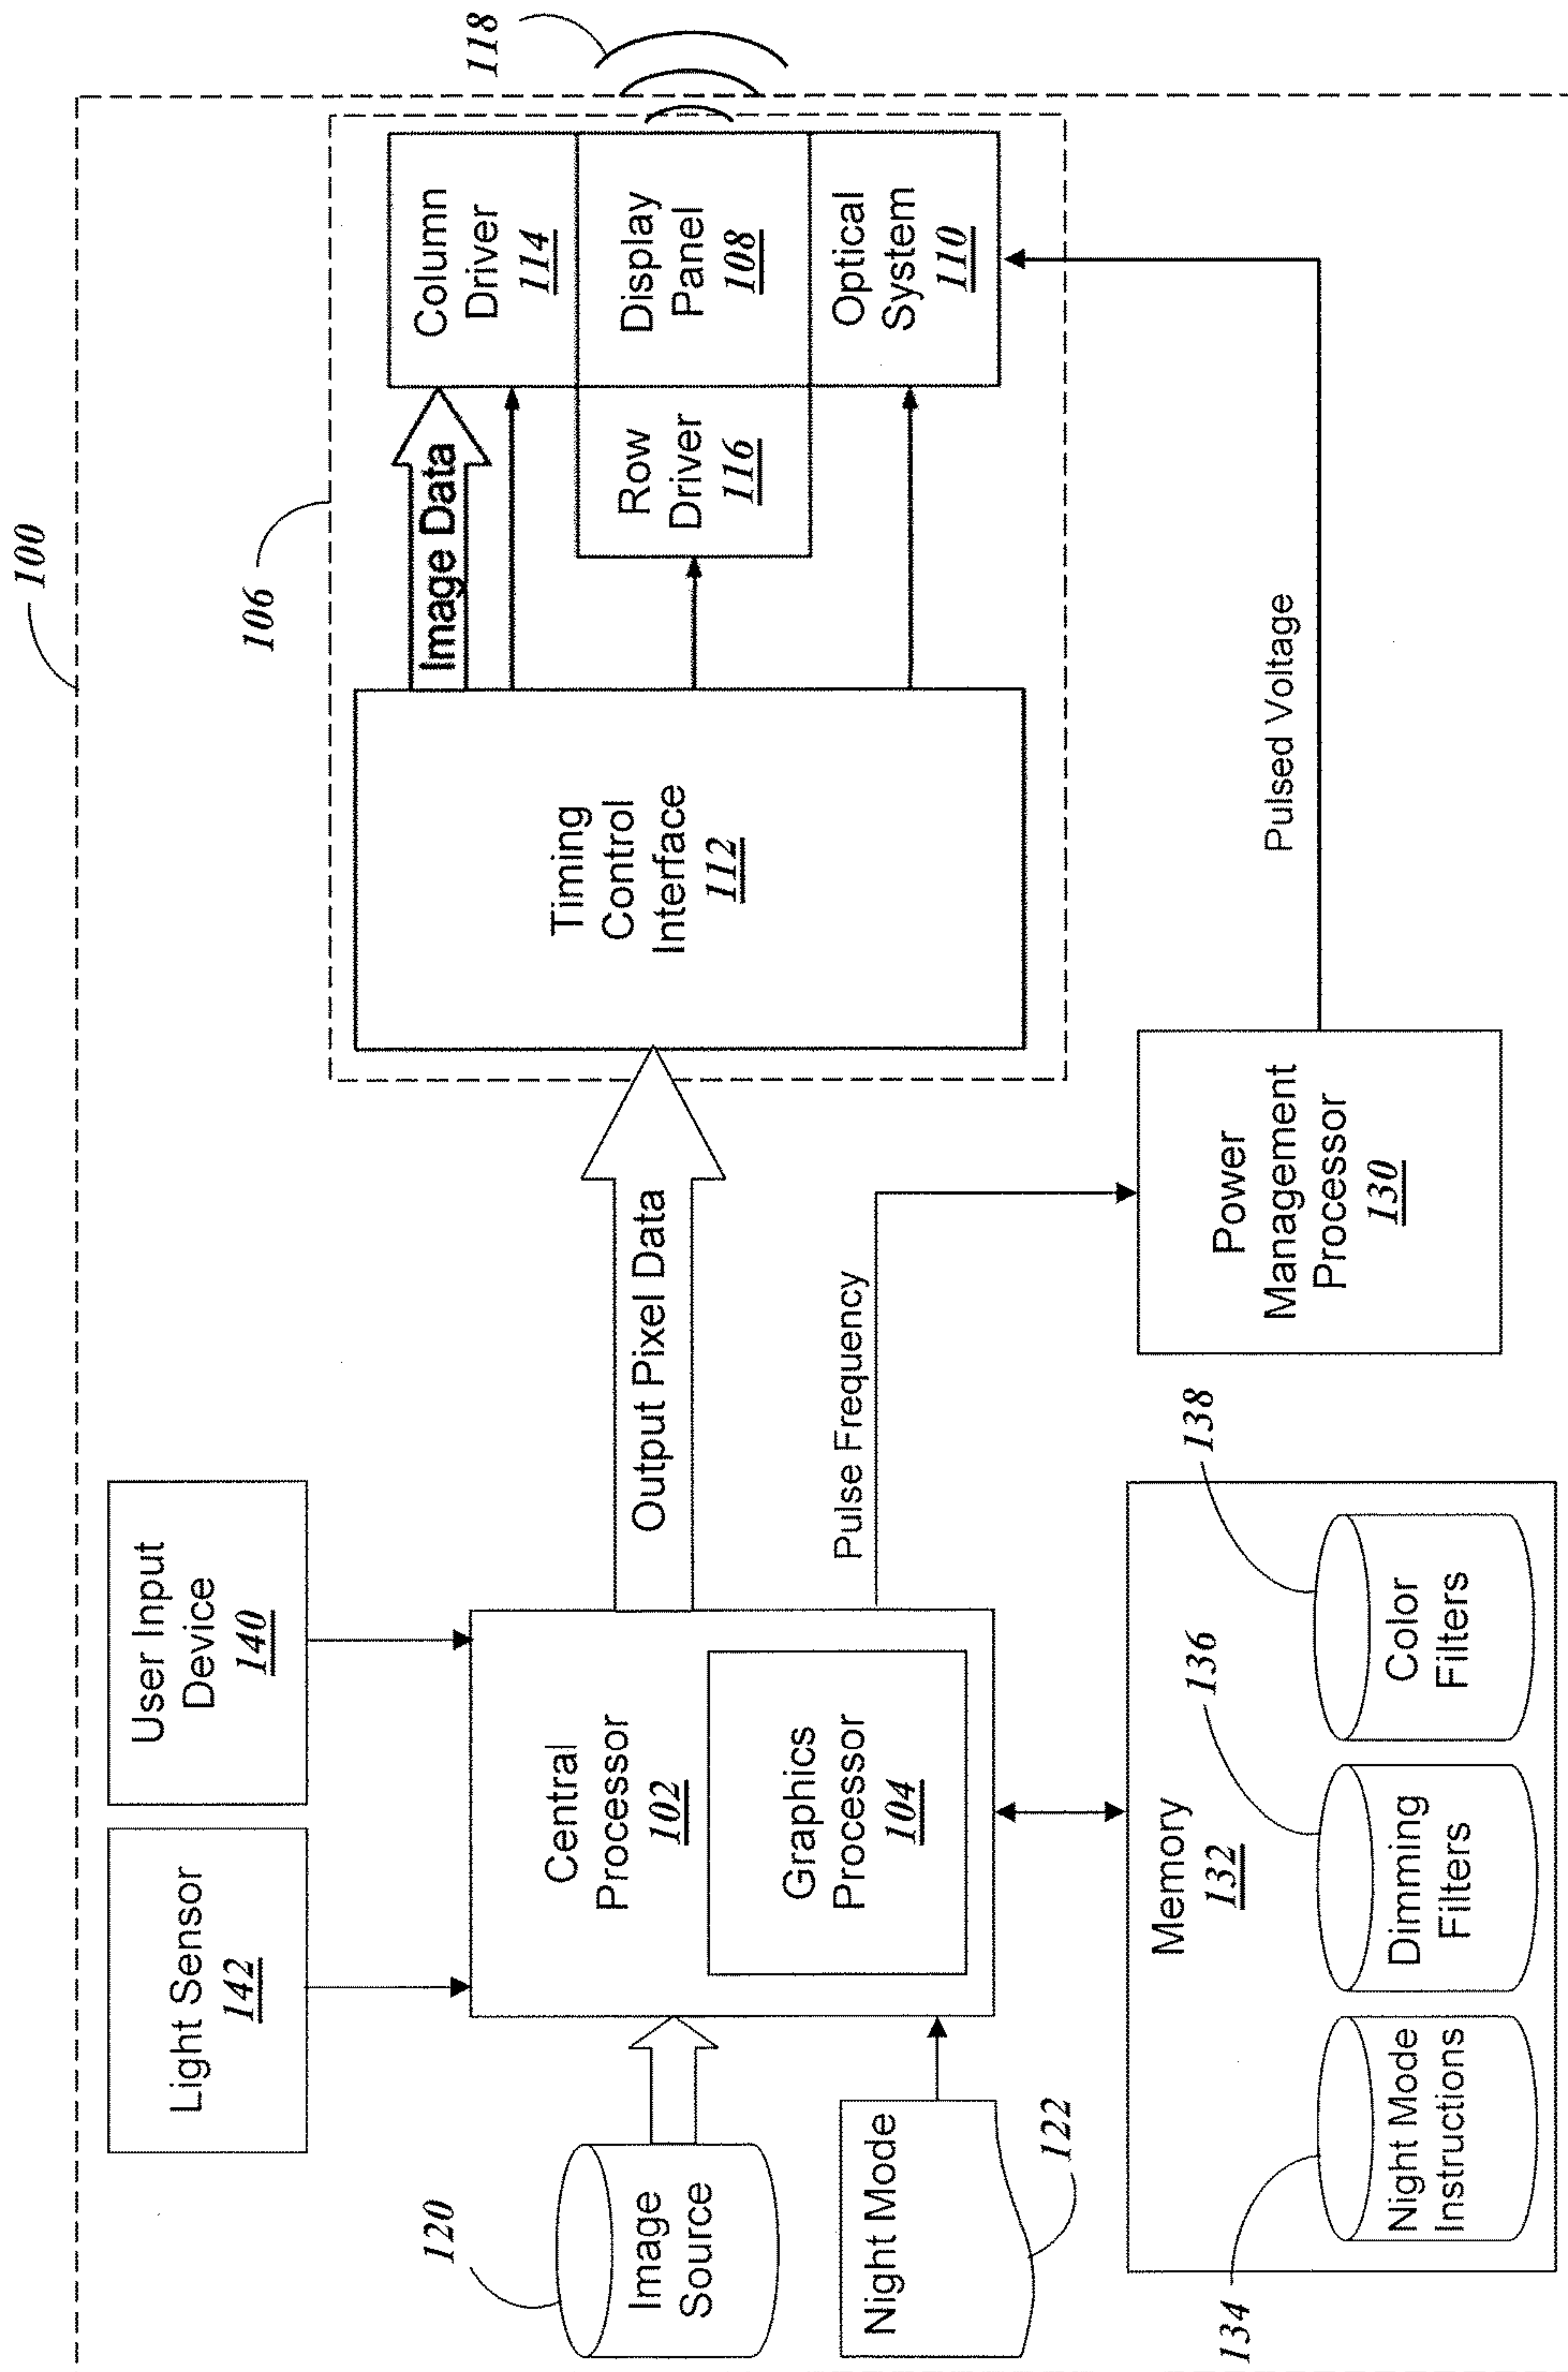 100
106
118
Light Sensor
142
User Input
Device
140
Column
Driver
114
Image Data
Display
Panel
108
Row
Driver
116
Optical
System
110
Timing
Control
Interface
112
120
Image
Source
Central
Processor
102
Graphics
Processor
104
Output Pixel Data
Pulse Frequency
Night Mode
122
Memory
132
134
Night Mode
Instructions
136
Dimming
Filters
138
Color
Filters
Power
Management
Processor
130
Pulsed Voltage